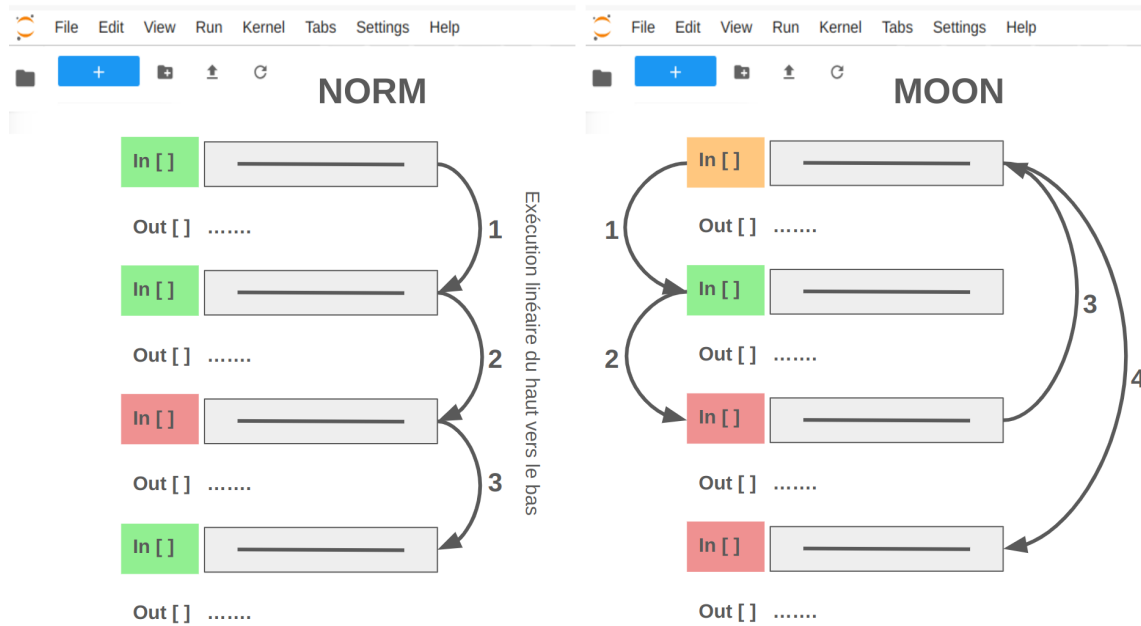 File Edit View Run Kernel Tabs Settings Help
+
NORM
In [ ]
Out [ ] .......
1
In [ ]
Out [ ] .......
2
In [ ]
Out [ ] .......
3
In [ ]
Out [ ] .......
Exécution linéaire du haut vers le bas
File Edit View Run Kernel Tabs Settings Help
+
MOON
In [ ]
1
Out [ ] .......
In [ ]
3
2
Out [ ] .......
4
In [ ]
Out [ ] .......
In [ ]
Out [ ] .......